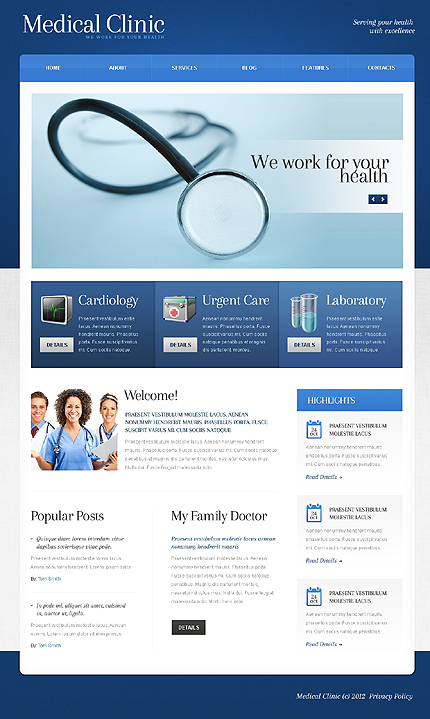 Medical Clinic
WE WORK FOR YOUR HEALTH
Serving your health
with excellence
HOME ABOUT SERVICES BLOG FEATURES CONTACTS
We work for your
health
Cardiology
Praesent vestibulum estie
lacus. Aenean nonummy
hendrerit mauris. Phasellus
porta. Fusce suscipit varius
mi. Cum sociis natoque.
DETAILS
Urgent Care
Aenean nonummy hendrerit
mauris. Phasellus porta. Fusce
suscipit varius mi. Cum sociis
natoque penatibus et magnis
dis parturient montes.
DETAILS
Laboratory
Praesent vestibulum estie
lacus. Aenean nonummy
hendrerit mauris. Phasellus
porta. Fusce suscipit varius
mi. Cum sociis natoque.
DETAILS
Welcome!
PRAESENT VESTIBULUM MOLESTIE LACUS. AENEAN
NONUMMY HENDRERIT MAURIS. PHASELLUS PORTA. FUSCE
SUSCIPIT VARIUS MI. CUM SOCIIS NATOQUE
Praesent vestibulum molestie lacus. Aenean nonummy hendrerit
mauris. Phasellus porta. Fusce suscipit varius mi. Cum sociis natoque
penatibus et magnis dis parturient montes, nascetur ridiculus mus. Nulla
dui. Fusce feugiat malesuada odio.
Popular Posts
Quisque diam lorem interdum vitae
dapibus scelerisque vitae pede.
Praesent vestibulum molestie lacus. Aenean
nonummy hendrerit. Lorem ipsum dolor
By: Tom Smith
In pede mi, aliquet sit amet, euismod
in, auctor ut, ligula.
Praesent vestibulum molestie lacus. Aenean
nummy. Lorem ipsum dolor sit dolem primus.
By: Tom Smith
My Family Doctor
Praesent vestibulum molestie lacus aenean
nonummy hendrerit mauris
Praesent vestibulum molestie lacus. Aenean
nonummy hendrerit mauris. Phasellus porta
Fusce suscipit varius mi. Cum sociis natoque
penatibus et magnis dis parturient montes,
nascetur ridiculus mus. Nulla dui. Fusce feugiat
malesuada odio. Morbi nunc odio.
DETAILS
HIGHLIGHTS
24
oct
PRAESENT VESTIBULUM
MOLESTIE LACUS
Aenean nonummy hendrerit mauris
phasellus porta. Fusce suscipit varius
mi. Cum sociis natoque penatibus.
Read Details
24
oct
PRAESENT VESTIBULUM
MOLESTIE LACUS
Aenean nonummy hendrerit mauris
phasellus porta. Fusce suscipit varius
mi. Cum sociis natoque penatibus.
Read Details
24
oct
PRAESENT VESTIBULUM
MOLESTIE LACUS
Aenean nonummy hendrerit mauris
phasellus porta. Fusce suscipit varius
mi. Cum sociis natoque penatibus.
Read Details
Medical Clinic (c) 2012 Privacy Policy